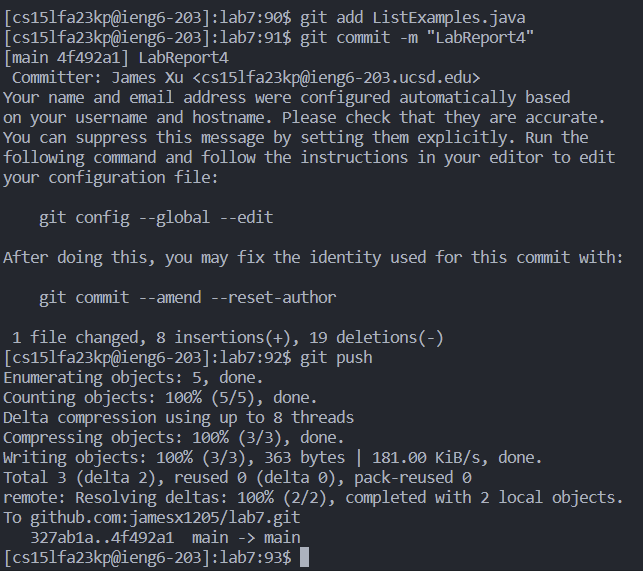 [cs15lfa23kp@ieng6-203]:lab7:90$ git add ListExamples.java
[cs15lfa23kp@ieng6-203]:lab7:91$ git commit -m "LabReport4"
[main 4f492a1] LabReport4
 Committer: James Xu <cs15lfa23kp@ieng6-203.ucsd.edu>
Your name and email address were configured automatically based
on your username and hostname. Please check that they are accurate.
You can suppress this message by setting them explicitly. Run the
following command and follow the instructions in your editor to edit
your configuration file:

    git config --global --edit

After doing this, you may fix the identity used for this commit with:

    git commit --amend --reset-author

 1 file changed, 8 insertions(+), 19 deletions(-)
[cs15lfa23kp@ieng6-203]:lab7:92$ git push
Enumerating objects: 5, done.
Counting objects: 100% (5/5), done.
Delta compression using up to 8 threads
Compressing objects: 100% (3/3), done.
Writing objects: 100% (3/3), 363 bytes | 181.00 KiB/s, done.
Total 3 (delta 2), reused 0 (delta 0), pack-reused 0
remote: Resolving deltas: 100% (2/2), completed with 2 local objects.
To github.com:jamesx1205/lab7.git
   327ab1a..4f492a1  main -> main
[cs15lfa23kp@ieng6-203]:lab7:93$